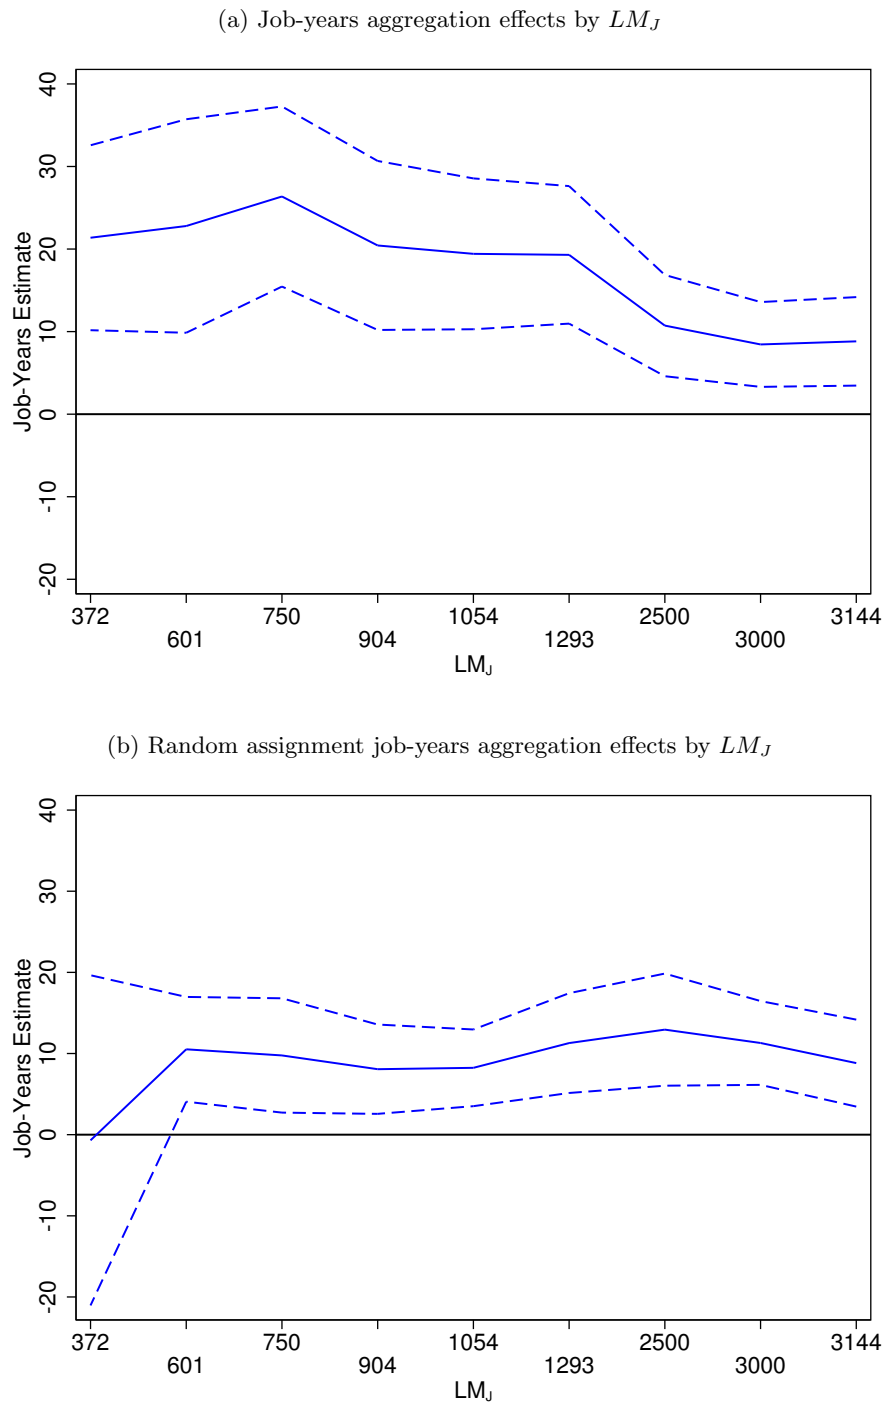 (a) Job-years aggregation effects by LM_J
40
30
20
10
0
-10
-20
Job-Years Estimate
372 750 1054 2500 3144
601 904 1293 3000
LM_J
(b) Random assignment job-years aggregation effects by LM_J
40
30
20
10
0
-10
-20
Job-Years Estimate
372 750 1054 2500 3144
601 904 1293 3000
LM_J